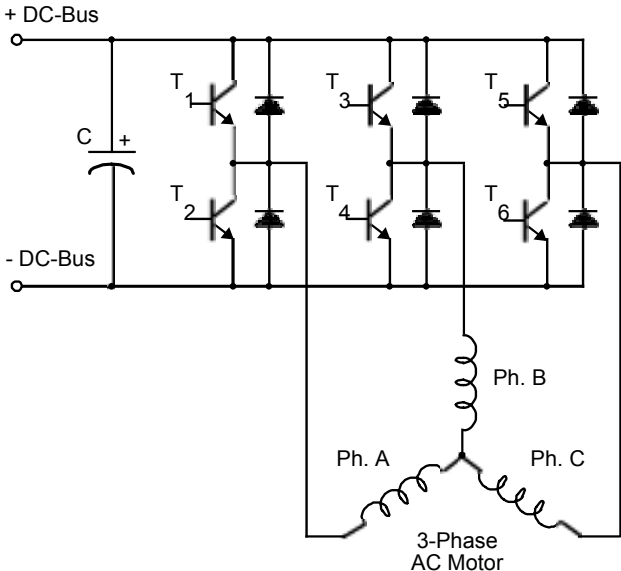 + DC-Bus
T1
T3
T5
C +
T2
T4
T6
- DC-Bus
Ph. B
Ph. A
Ph. C
3-Phase
AC Motor